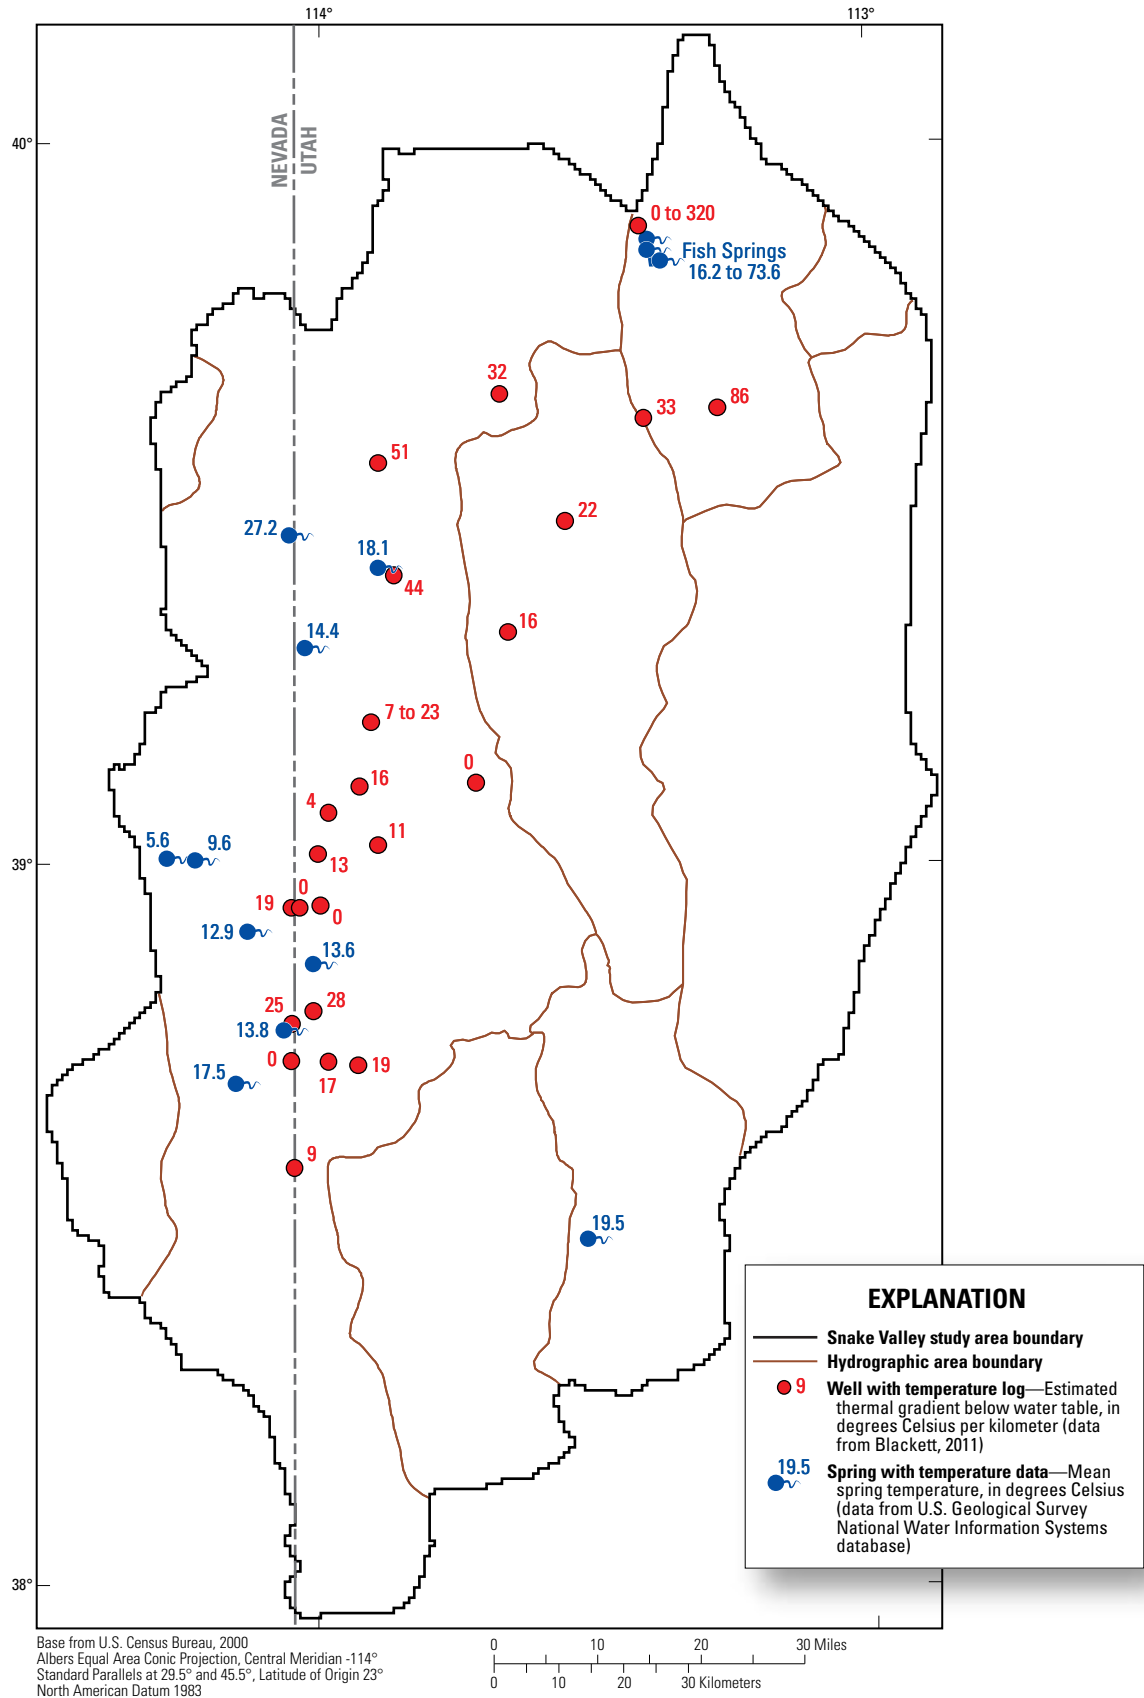 114°
113°
40°
NEVADA
UTAH
0 to 320
Fish Springs
16.2 to 73.6
32
86
33
51
22
27.2
18.1
44
16
14.4
7 to 23
0
16
4
11
5.6
9.6
13
39°
0
19
0
12.9
13.6
28
25
13.8
0
19
17.5
17
9
19.5
EXPLANATION
Snake Valley study area boundary
Hydrographic area boundary
9
Well with temperature log—Estimated
thermal gradient below water table, in
degrees Celsius per kilometer (data
from Blackett, 2011)
19.5
Spring with temperature data—Mean
spring temperature, in degrees Celsius
(data from U.S. Geological Survey
National Water Information Systems
database)
38°
Base from U.S. Census Bureau, 2000
Albers Equal Area Conic Projection, Central Meridian -114°
Standard Parallels at 29.5° and 45.5°, Latitude of Origin 23°
North American Datum 1983
0 10 20 30 Miles
0 10 20 30 Kilometers